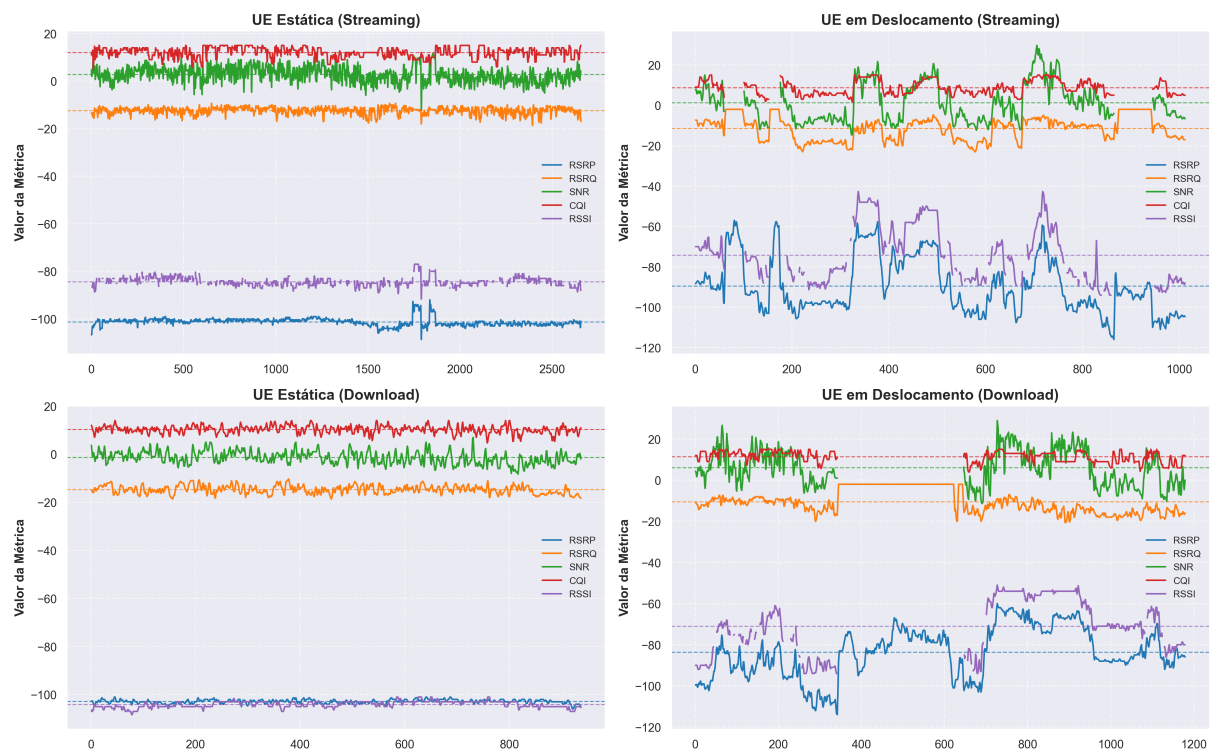 UE Estática (Streaming)
Valor da Métrica
20
0
−20
−40
−60
−80
−100
0
500
1000
1500
2000
2500
RSRP
RSRQ
SNR
CQI
RSSI
UE em Deslocamento (Streaming)
Valor da Métrica
20
0
−20
−40
−60
−80
−100
−120
0
200
400
600
800
1000
RSRP
RSRQ
SNR
CQI
RSSI
UE Estática (Download)
Valor da Métrica
20
0
−20
−40
−60
−80
−100
0
200
400
600
800
RSRP
RSRQ
SNR
CQI
RSSI
UE em Deslocamento (Download)
Valor da Métrica
20
0
−20
−40
−60
−80
−100
−120
0
200
400
600
800
1000
1200
RSRP
RSRQ
SNR
CQI
RSSI